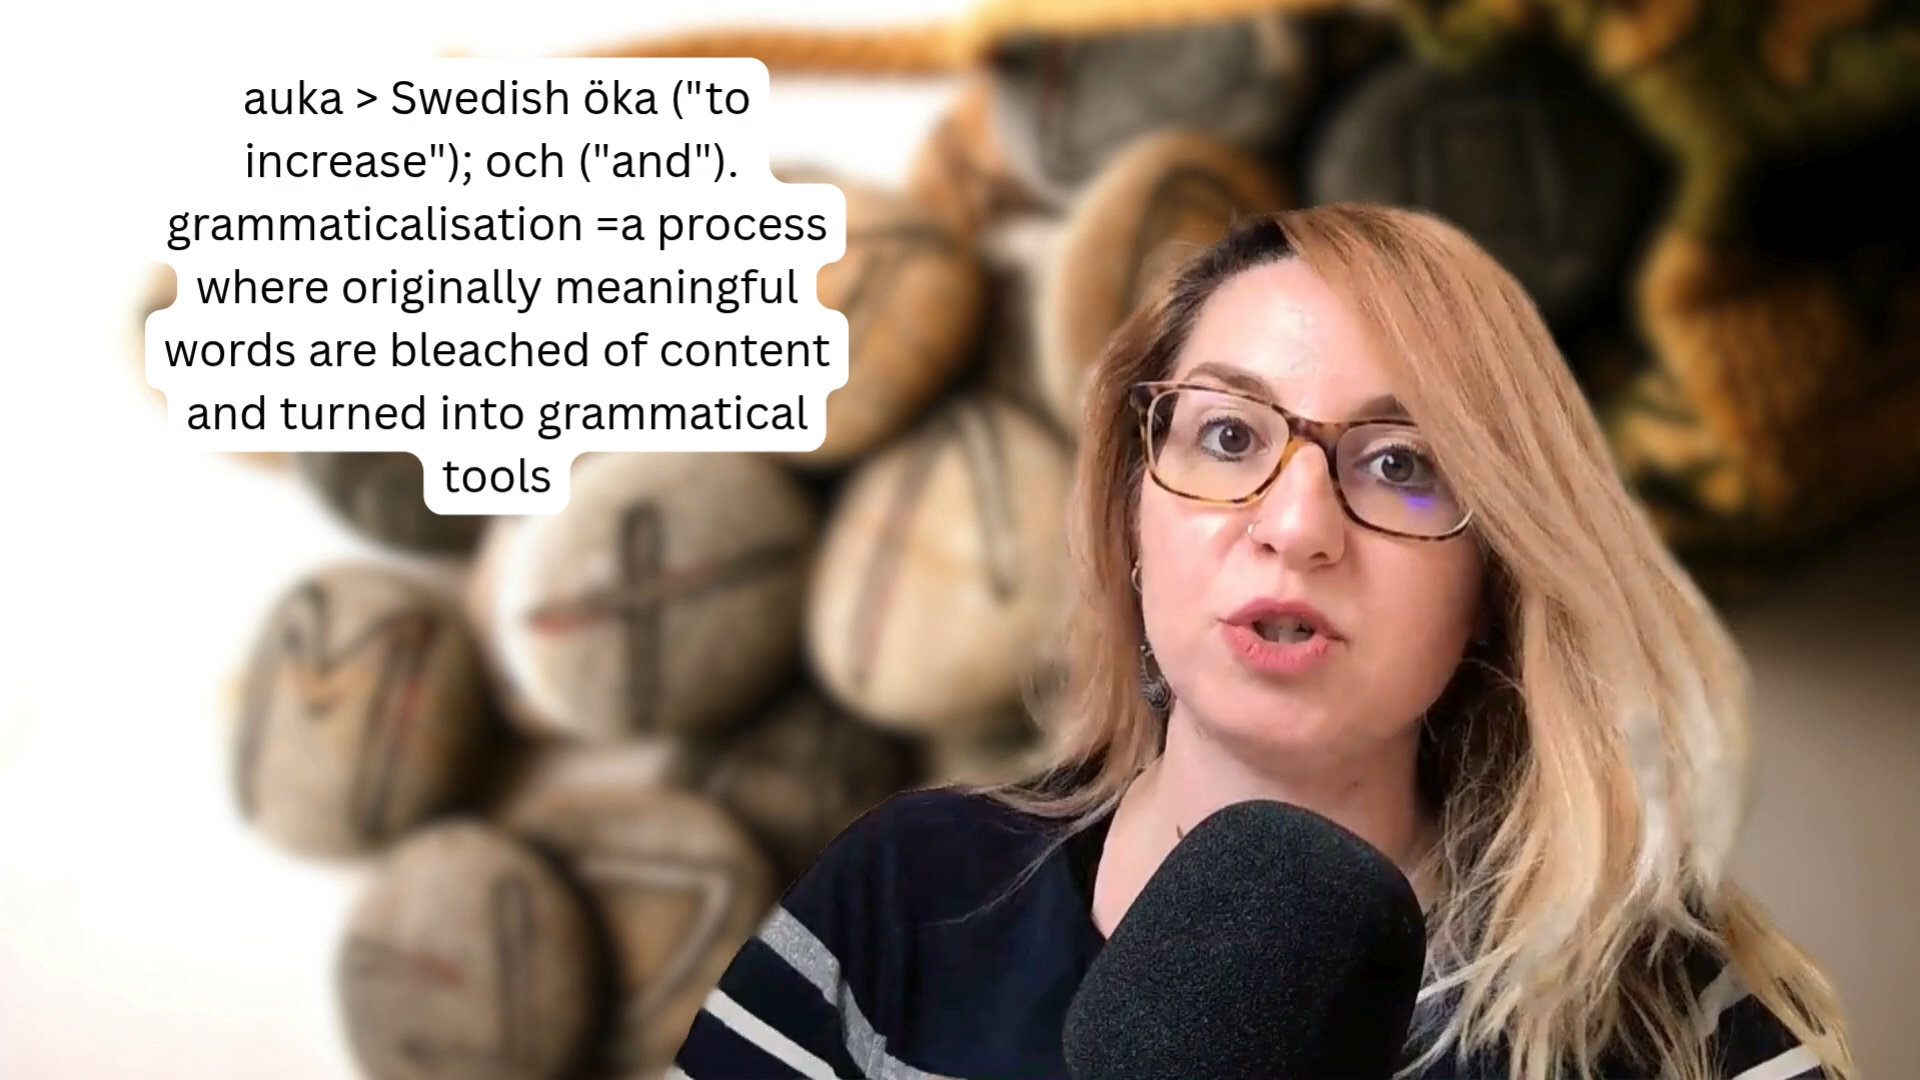 auka > Swedish öka ("to
increase"); och ("and").
grammaticalisation =a process
where originally meaningful
words are bleached of content
and turned into grammatical
tools